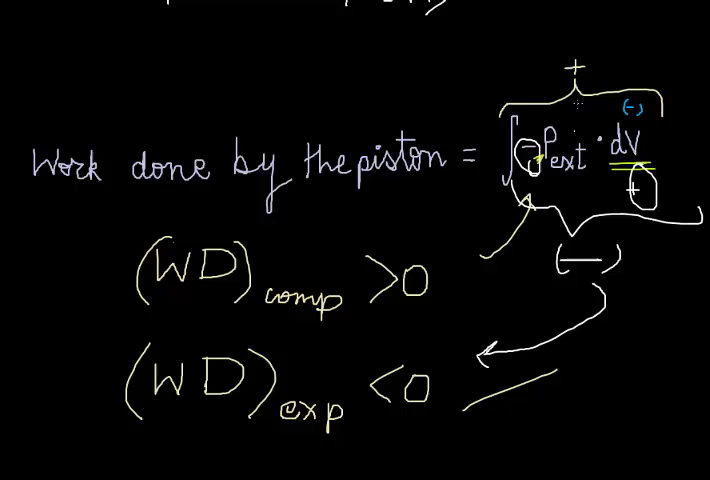 +
(-)
Work done by the piston = ∫ - Pext · dV
+
(WD)comp >0
(—)
(WD)exp <0